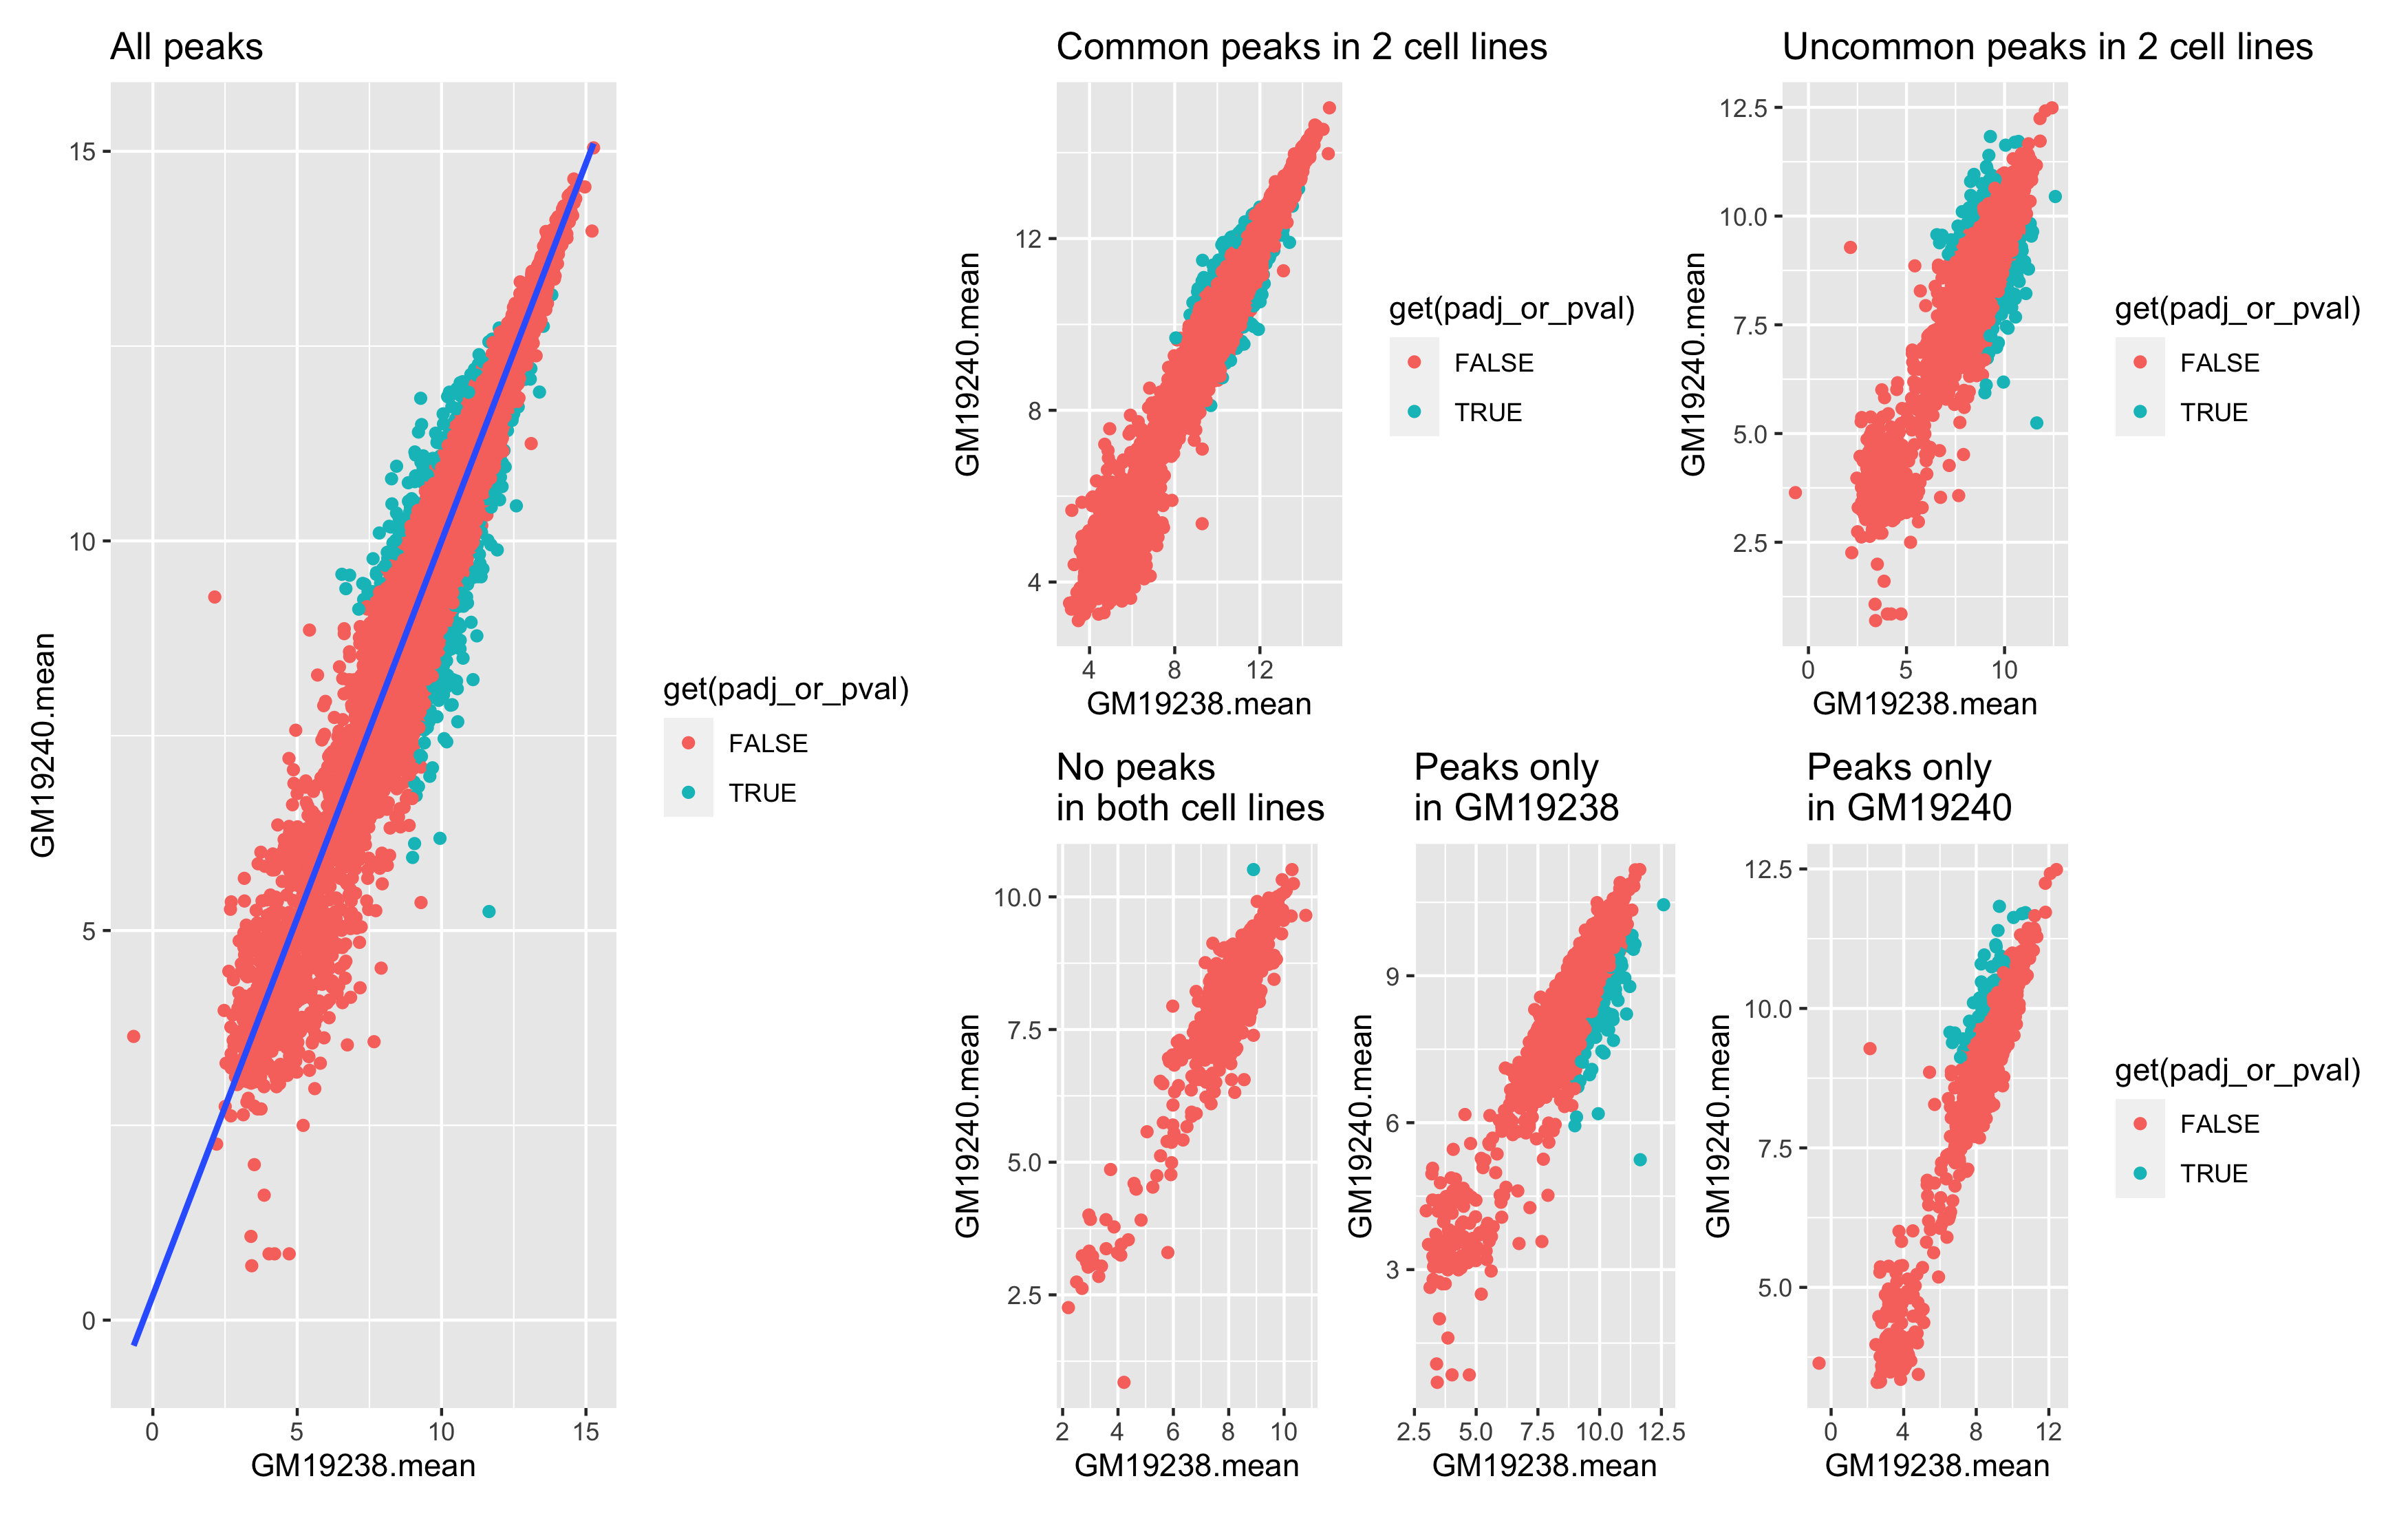 All peaks
15
10
5
0
0 5 10 15
GM19238.mean
GM19240.mean
get(padj_or_pval)
FALSE
TRUE
Common peaks in 2 cell lines
12
8
4
4 8 12
GM19238.mean
GM19240.mean
get(padj_or_pval)
FALSE
TRUE
Uncommon peaks in 2 cell lines
12.5
10.0
7.5
5.0
2.5
0 5 10
GM19238.mean
GM19240.mean
get(padj_or_pval)
FALSE
TRUE
No peaks
in both cell lines
10.0
7.5
5.0
2.5
2 4 6 8 10
GM19238.mean
GM19240.mean
Peaks only
in GM19238
9
6
3
2.5 5.0 7.5 10.0 12.5
GM19238.mean
GM19240.mean
Peaks only
in GM19240
12.5
10.0
7.5
5.0
0 4 8 12
GM19238.mean
GM19240.mean
get(padj_or_pval)
FALSE
TRUE